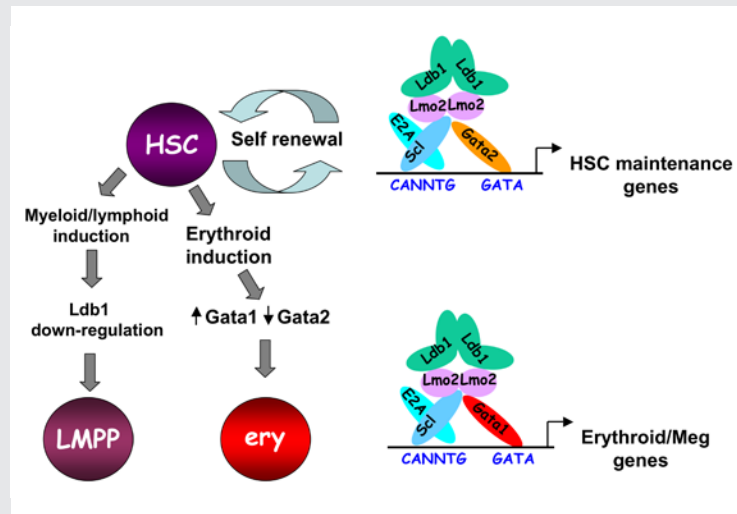 HSC
Self renewal
Myeloid/lymphoid
induction
Erythroid
induction
Ldb1
down-regulation
↑Gata1 ↓Gata2
LMPP
ery
Ldb1 Ldb1
Lmo2 Lmo2
E2A
Scl
Gata2
CANNTG GATA
HSC maintenance
genes
Ldb1 Ldb1
Lmo2 Lmo2
E2A
Scl
Gata1
CANNTG GATA
Erythroid/Meg
genes